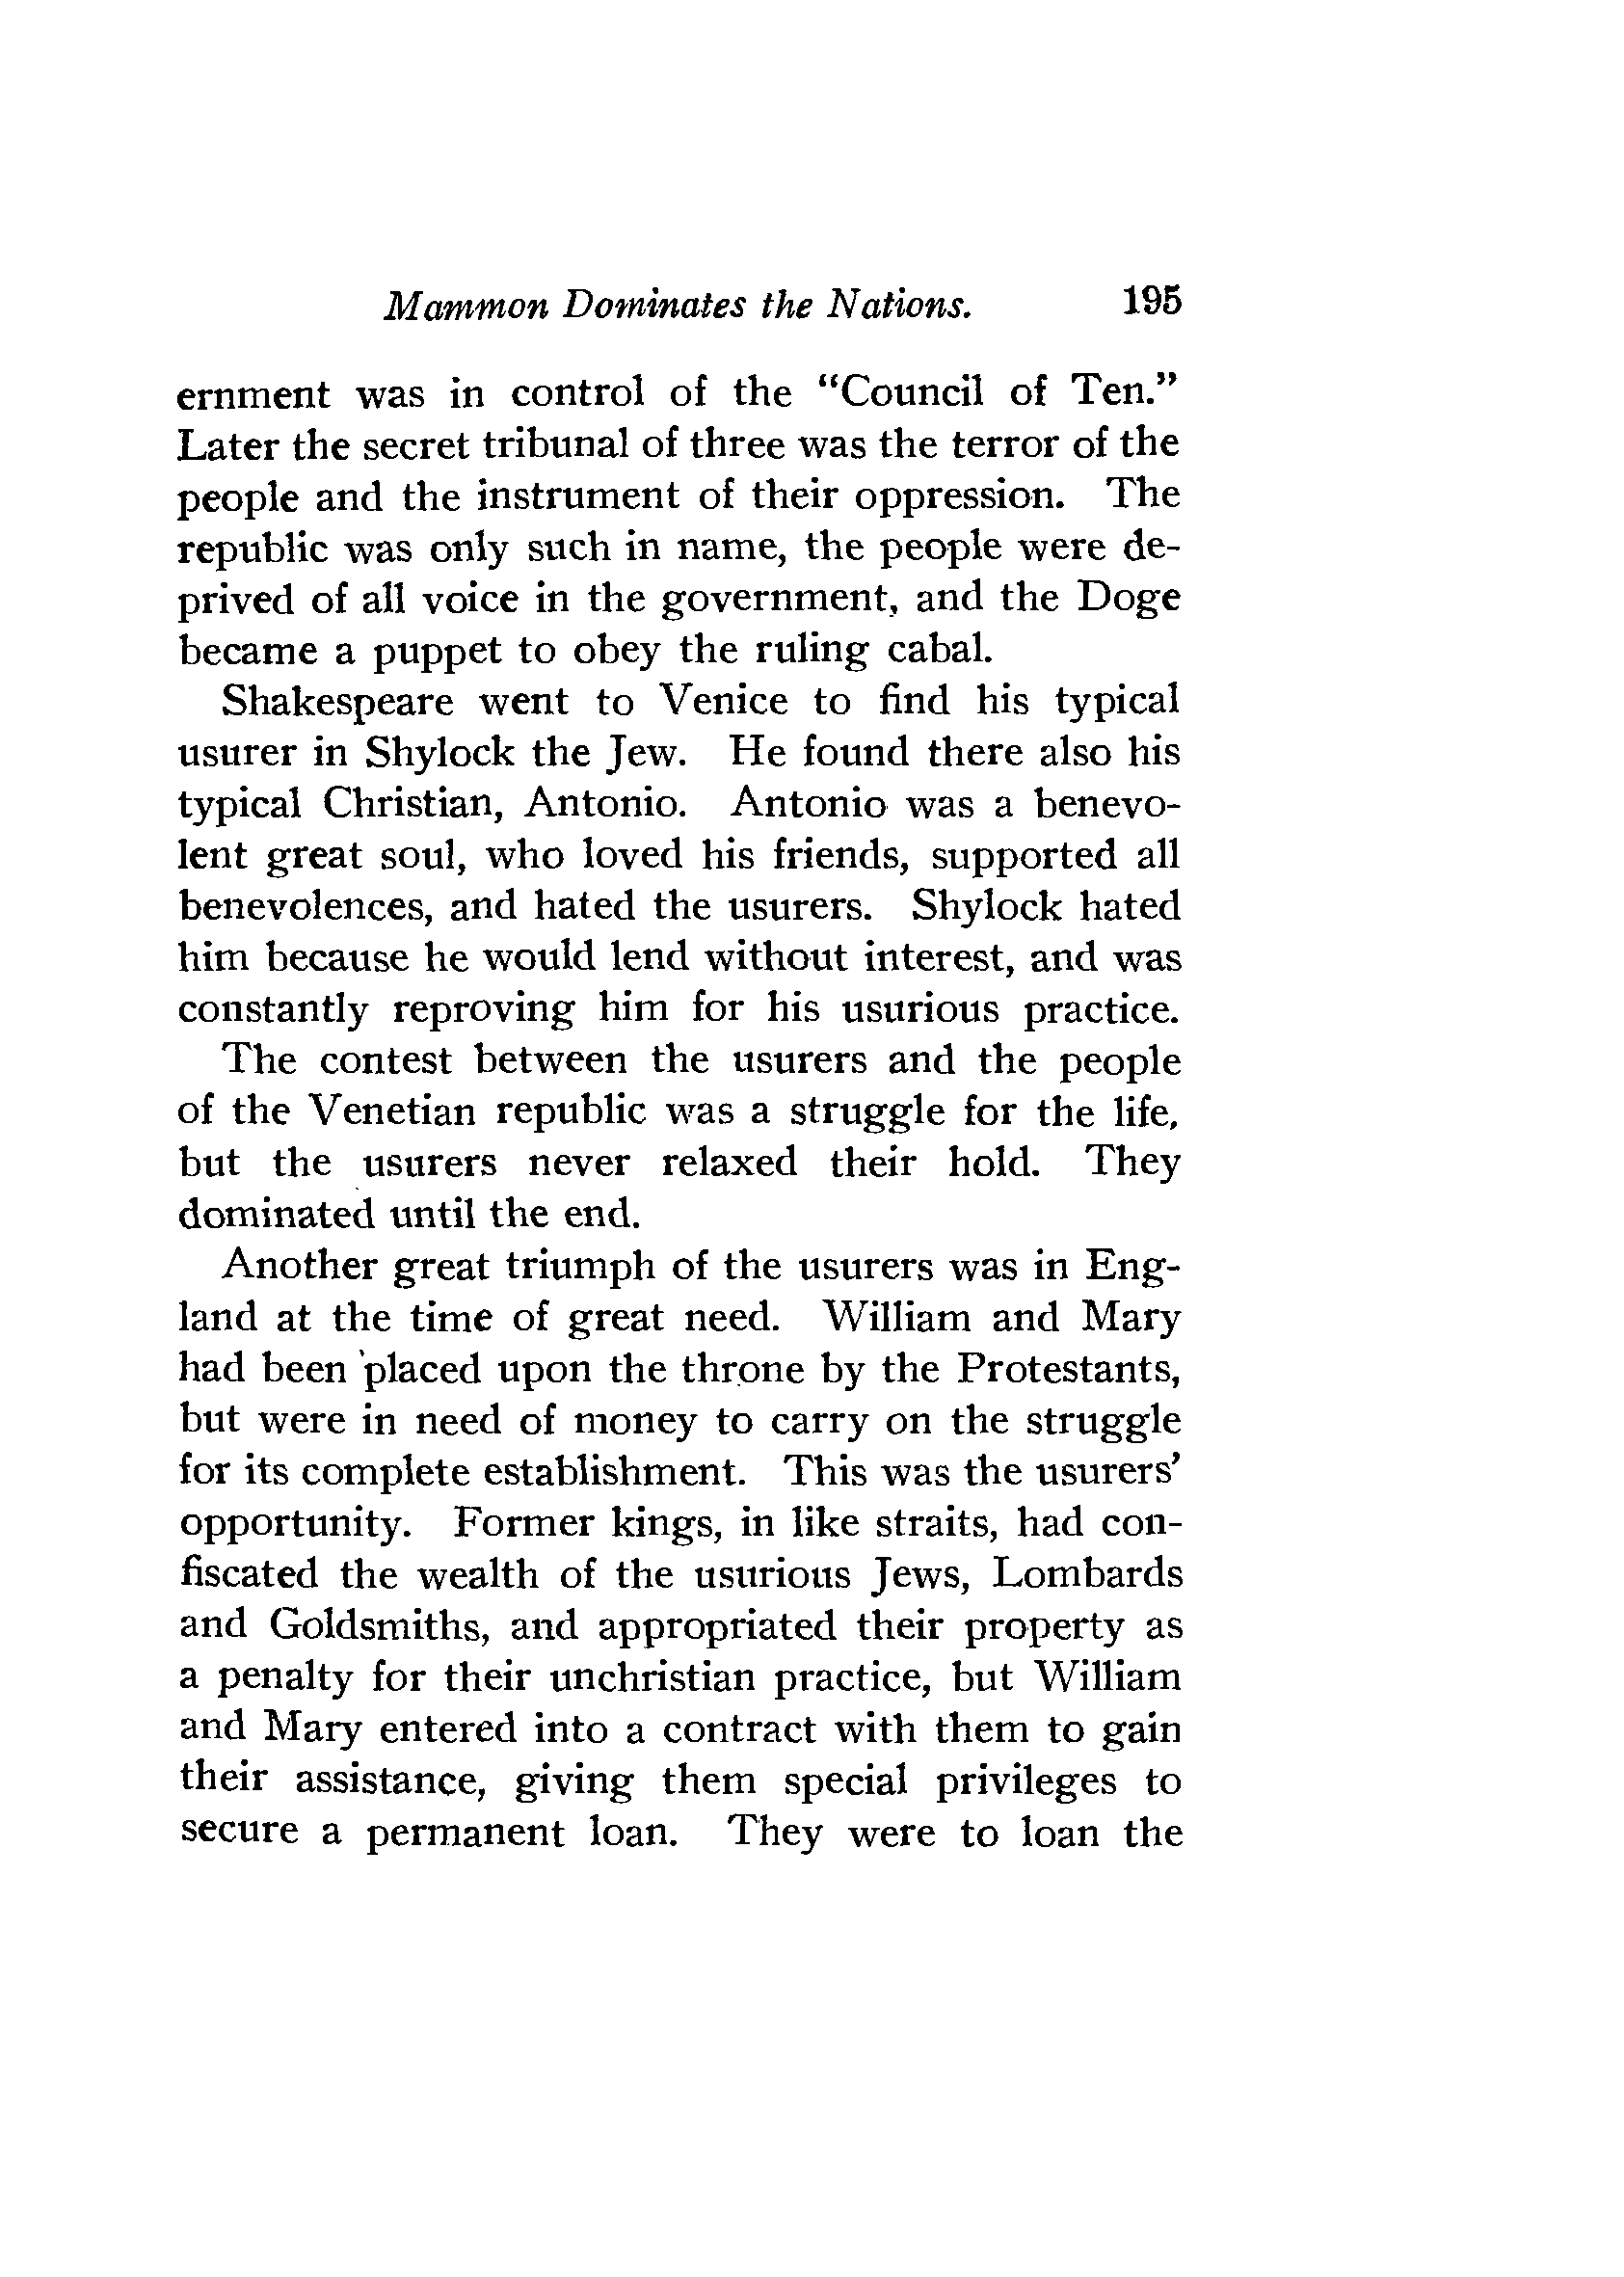 Mammon Dominates the Nations. 195
ernment was in control of the “Council of Ten.”
Later the secret tribunal of three was the terror of the
people and the instrument of their oppression. The
republic was only such in name, the people were de-
prived of all voice in the government, and the Doge
became a puppet to obey the ruling cabal.
Shakespeare went to Venice to find his typical
usurer in Shylock the Jew. He found there also his
typical Christian, Antonio. Antonio was a benevo-
lent great soul, who loved his friends, supported all
benevolences, and hated the usurers. Shylock hated
him because he would lend without interest, and was
constantly reproving him for his usurious practice.
The contest between the usurers and the people
of the Venetian republic was a struggle for the life,
but the usurers never relaxed their hold. They
dominated until the end.
Another great triumph of the usurers was in Eng-
land at the time of great need. William and Mary
had been placed upon the throne by the Protestants,
but were in need of money to carry on the struggle
for its complete establishment. This was the usurers’
opportunity. Former kings, in like straits, had con-
fiscated the wealth of the usurious Jews, Lombards
and Goldsmiths, and appropriated their property as
a penalty for their unchristian practice, but William
and Mary entered into a contract with them to gain
their assistance, giving them special privileges to
secure a permanent loan. They were to loan the